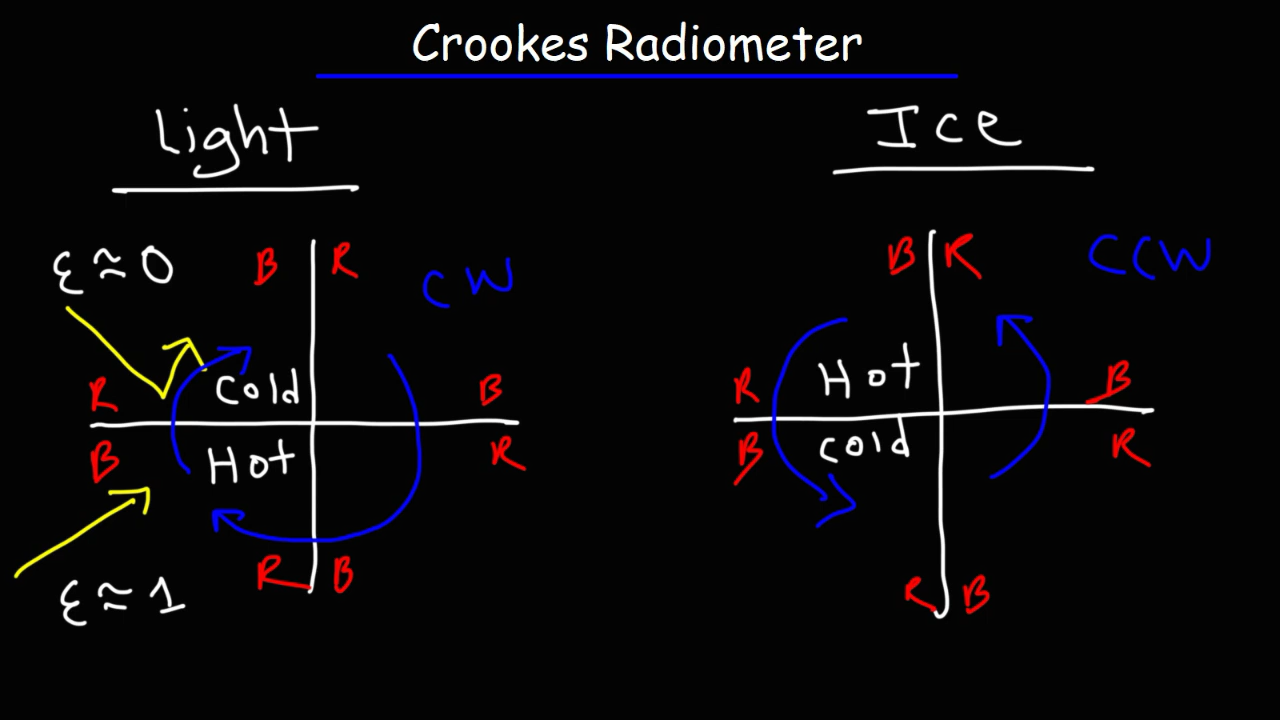 Crookes Radiometer
Light
Ice
ε ≈ 0
B R
CW
Cold
R B
B R
Hot
ε ≈ 1
R B
B R
CCW
Hot
R B
B R
Cold
R B